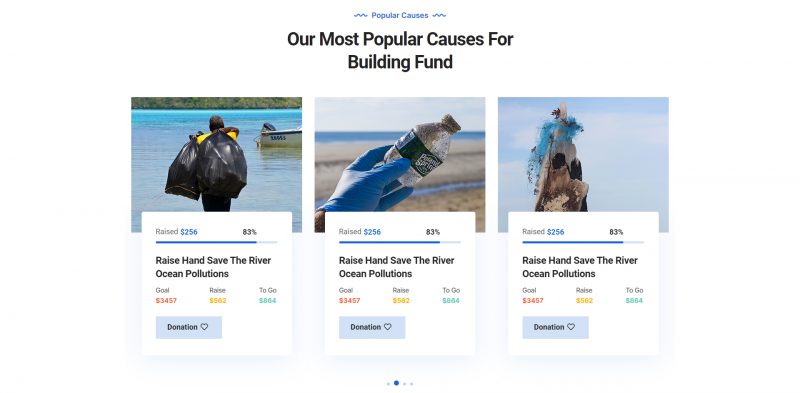 Popular Causes
Our Most Popular Causes For
Building Fund
Raised $256 83%
Raise Hand Save The River
Ocean Pollutions
Goal Raise To Go
$3457 $562 $864
Donation
Raised $256 83%
Raise Hand Save The River
Ocean Pollutions
Goal Raise To Go
$3457 $562 $864
Donation
Raised $256 83%
Raise Hand Save The River
Ocean Pollutions
Goal Raise To Go
$3457 $562 $864
Donation